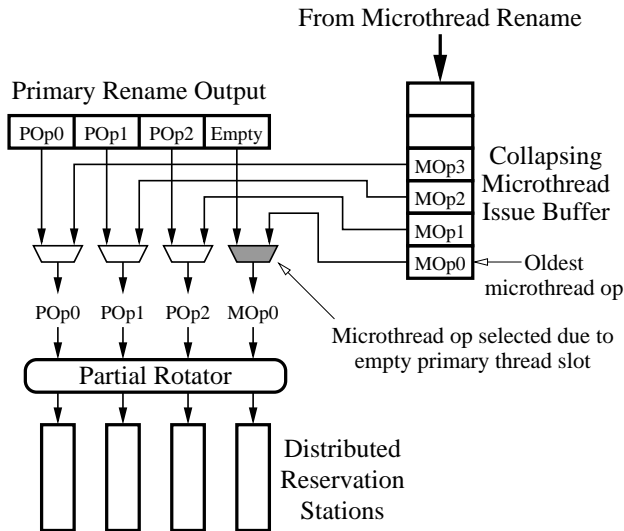 From Microthread Rename
Primary Rename Output
POp0 POp1 POp2 Empty
MOp3
MOp2
MOp1
MOp0
Collapsing
Microthread
Issue Buffer
Oldest
microthread op
POp0 POp1 POp2 MOp0
Microthread op selected due to
empty primary thread slot
Partial Rotator
Distributed
Reservation
Stations